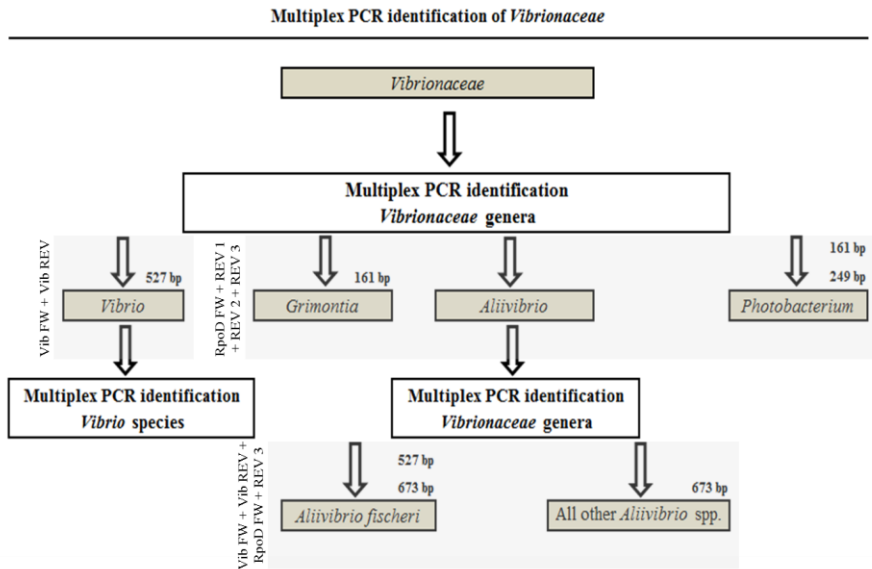 Multiplex PCR identification of Vibrionaceae
Vibrionaceae
Multiplex PCR identification
Vibrionaceae genera
Vib FW + Vib REV
527 bp
Vibrio
RpoD FW + REV 1
+ REV 2 + REV 3
161 bp
Grimontia
Aliivibrio
161 bp
249 bp
Photobacterium
Multiplex PCR identification
Vibrio species
Multiplex PCR identification
Vibrionaceae genera
Vib FW + Vib REV +
RpoD FW + REV 3
527 bp
673 bp
Aliivibrio fischeri
673 bp
All other Aliivibrio spp.